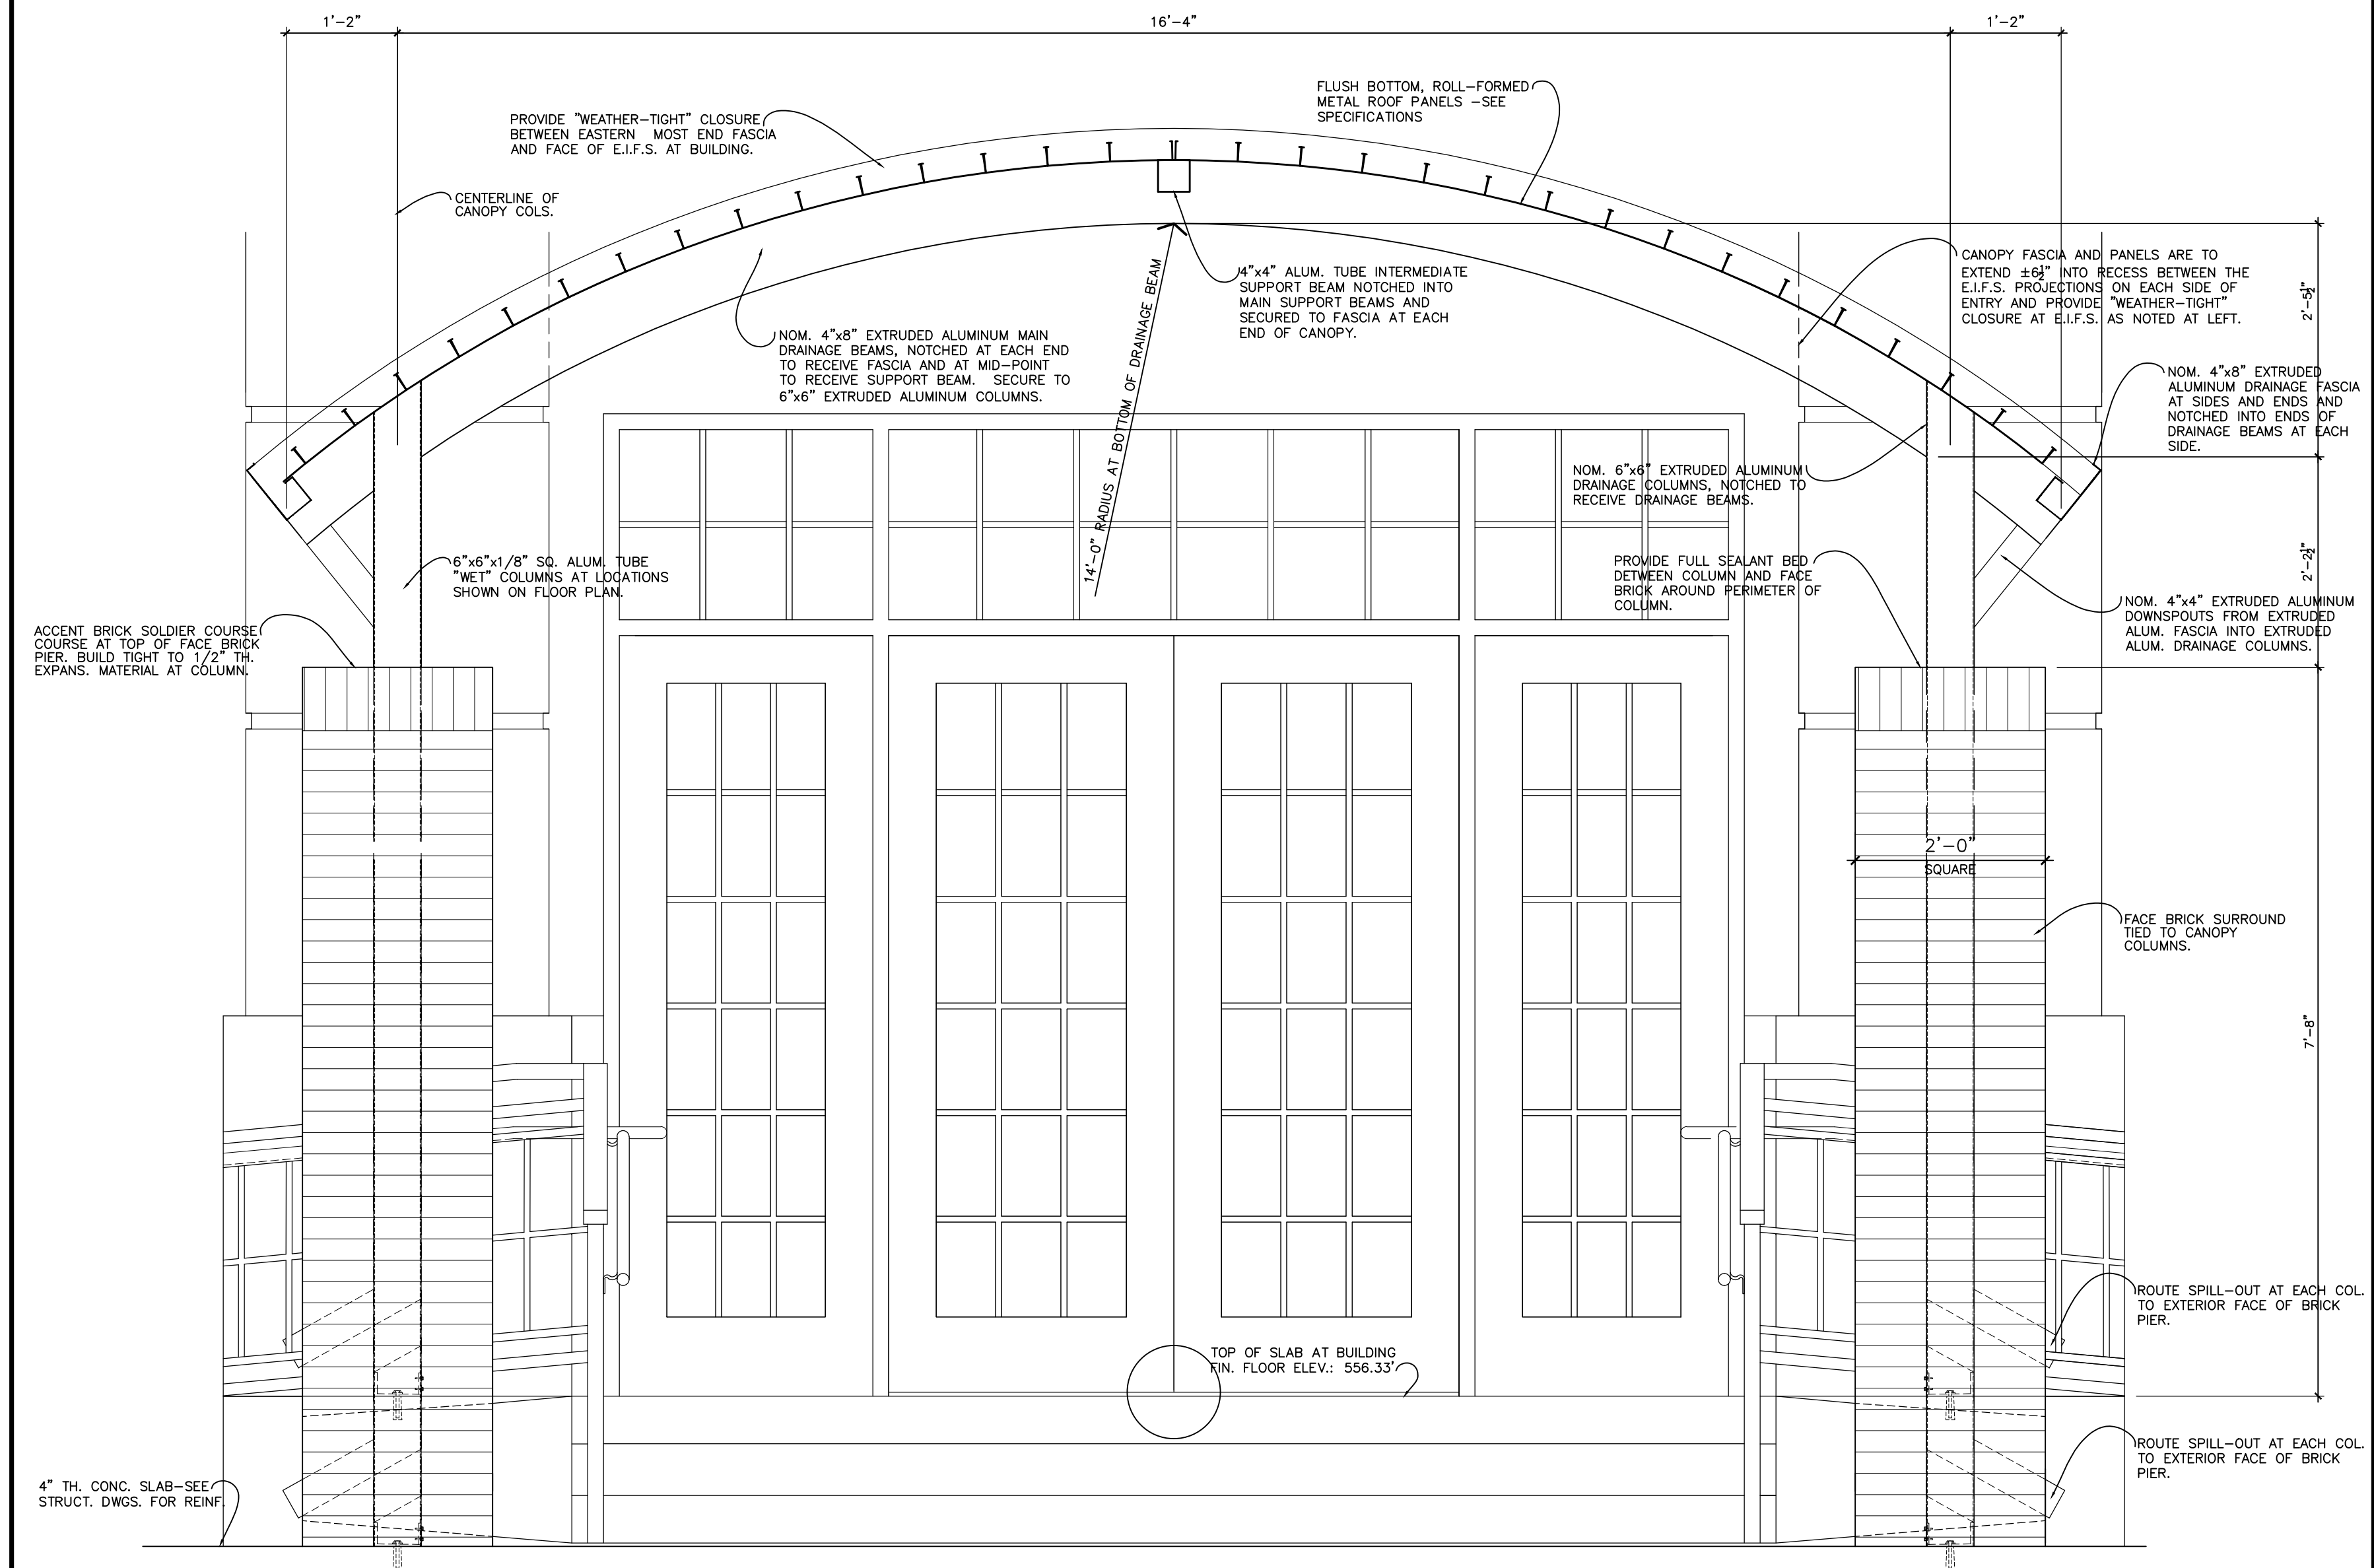 1'-2"
16'-4"
1'-2"
FLUSH BOTTOM, ROLL-FORMED
METAL ROOF PANELS -SEE
SPECIFICATIONS
PROVIDE "WEATHER-TIGHT" CLOSURE
BETWEEN EASTERN MOST END FASCIA
AND FACE OF E.I.F.S. AT BUILDING.
CENTERLINE OF
CANOPY COLS.
CANOPY FASCIA AND PANELS ARE TO
EXTEND ±6½" INTO RECESS BETWEEN THE
E.I.F.S. PROJECTIONS ON EACH SIDE OF
ENTRY AND PROVIDE "WEATHER-TIGHT"
CLOSURE AT E.I.F.S. AS NOTED AT LEFT.
2'-5½"
4"x4" ALUM. TUBE INTERMEDIATE
SUPPORT BEAM NOTCHED INTO
MAIN SUPPORT BEAMS AND
SECURED TO FASCIA AT EACH
END OF CANOPY.
NOM. 4"x8" EXTRUDED ALUMINUM MAIN
DRAINAGE BEAMS, NOTCHED AT EACH END
TO RECEIVE FASCIA AND AT MID-POINT
TO RECEIVE SUPPORT BEAM. SECURE TO
6"x6" EXTRUDED ALUMINUM COLUMNS.
14'-0" RADIUS AT BOTTOM OF DRAINAGE BEAM
NOM. 4"x8" EXTRUDED
ALUMINUM DRAINAGE FASCIA
AT SIDES AND ENDS AND
NOTCHED INTO ENDS OF
DRAINAGE BEAMS AT EACH
SIDE.
NOM. 6"x6" EXTRUDED ALUMINUM
DRAINAGE COLUMNS, NOTCHED TO
RECEIVE DRAINAGE BEAMS.
6"x6"x1/8" SQ. ALUM. TUBE
"WET" COLUMNS AT LOCATIONS
SHOWN ON FLOOR PLAN.
PROVIDE FULL SEALANT BED
DETWEEN COLUMN AND FACE
BRICK AROUND PERIMETER OF
COLUMN.
2'-2½"
NOM. 4"x4" EXTRUDED ALUMINUM
DOWNSPOUTS FROM EXTRUDED
ALUM. FASCIA INTO EXTRUDED
ALUM. DRAINAGE COLUMNS.
ACCENT BRICK SOLDIER COURSE
COURSE AT TOP OF FACE BRICK
PIER. BUILD TIGHT TO 1/2" TH.
EXPANS. MATERIAL AT COLUMN.
2'-0"
SQUARE
FACE BRICK SURROUND
TIED TO CANOPY
COLUMNS.
7'-8"
ROUTE SPILL-OUT AT EACH COL.
TO EXTERIOR FACE OF BRICK
PIER.
TOP OF SLAB AT BUILDING
FIN. FLOOR ELEV.: 556.33'
ROUTE SPILL-OUT AT EACH COL.
TO EXTERIOR FACE OF BRICK
PIER.
4" TH. CONC. SLAB-SEE
STRUCT. DWGS. FOR REINF.